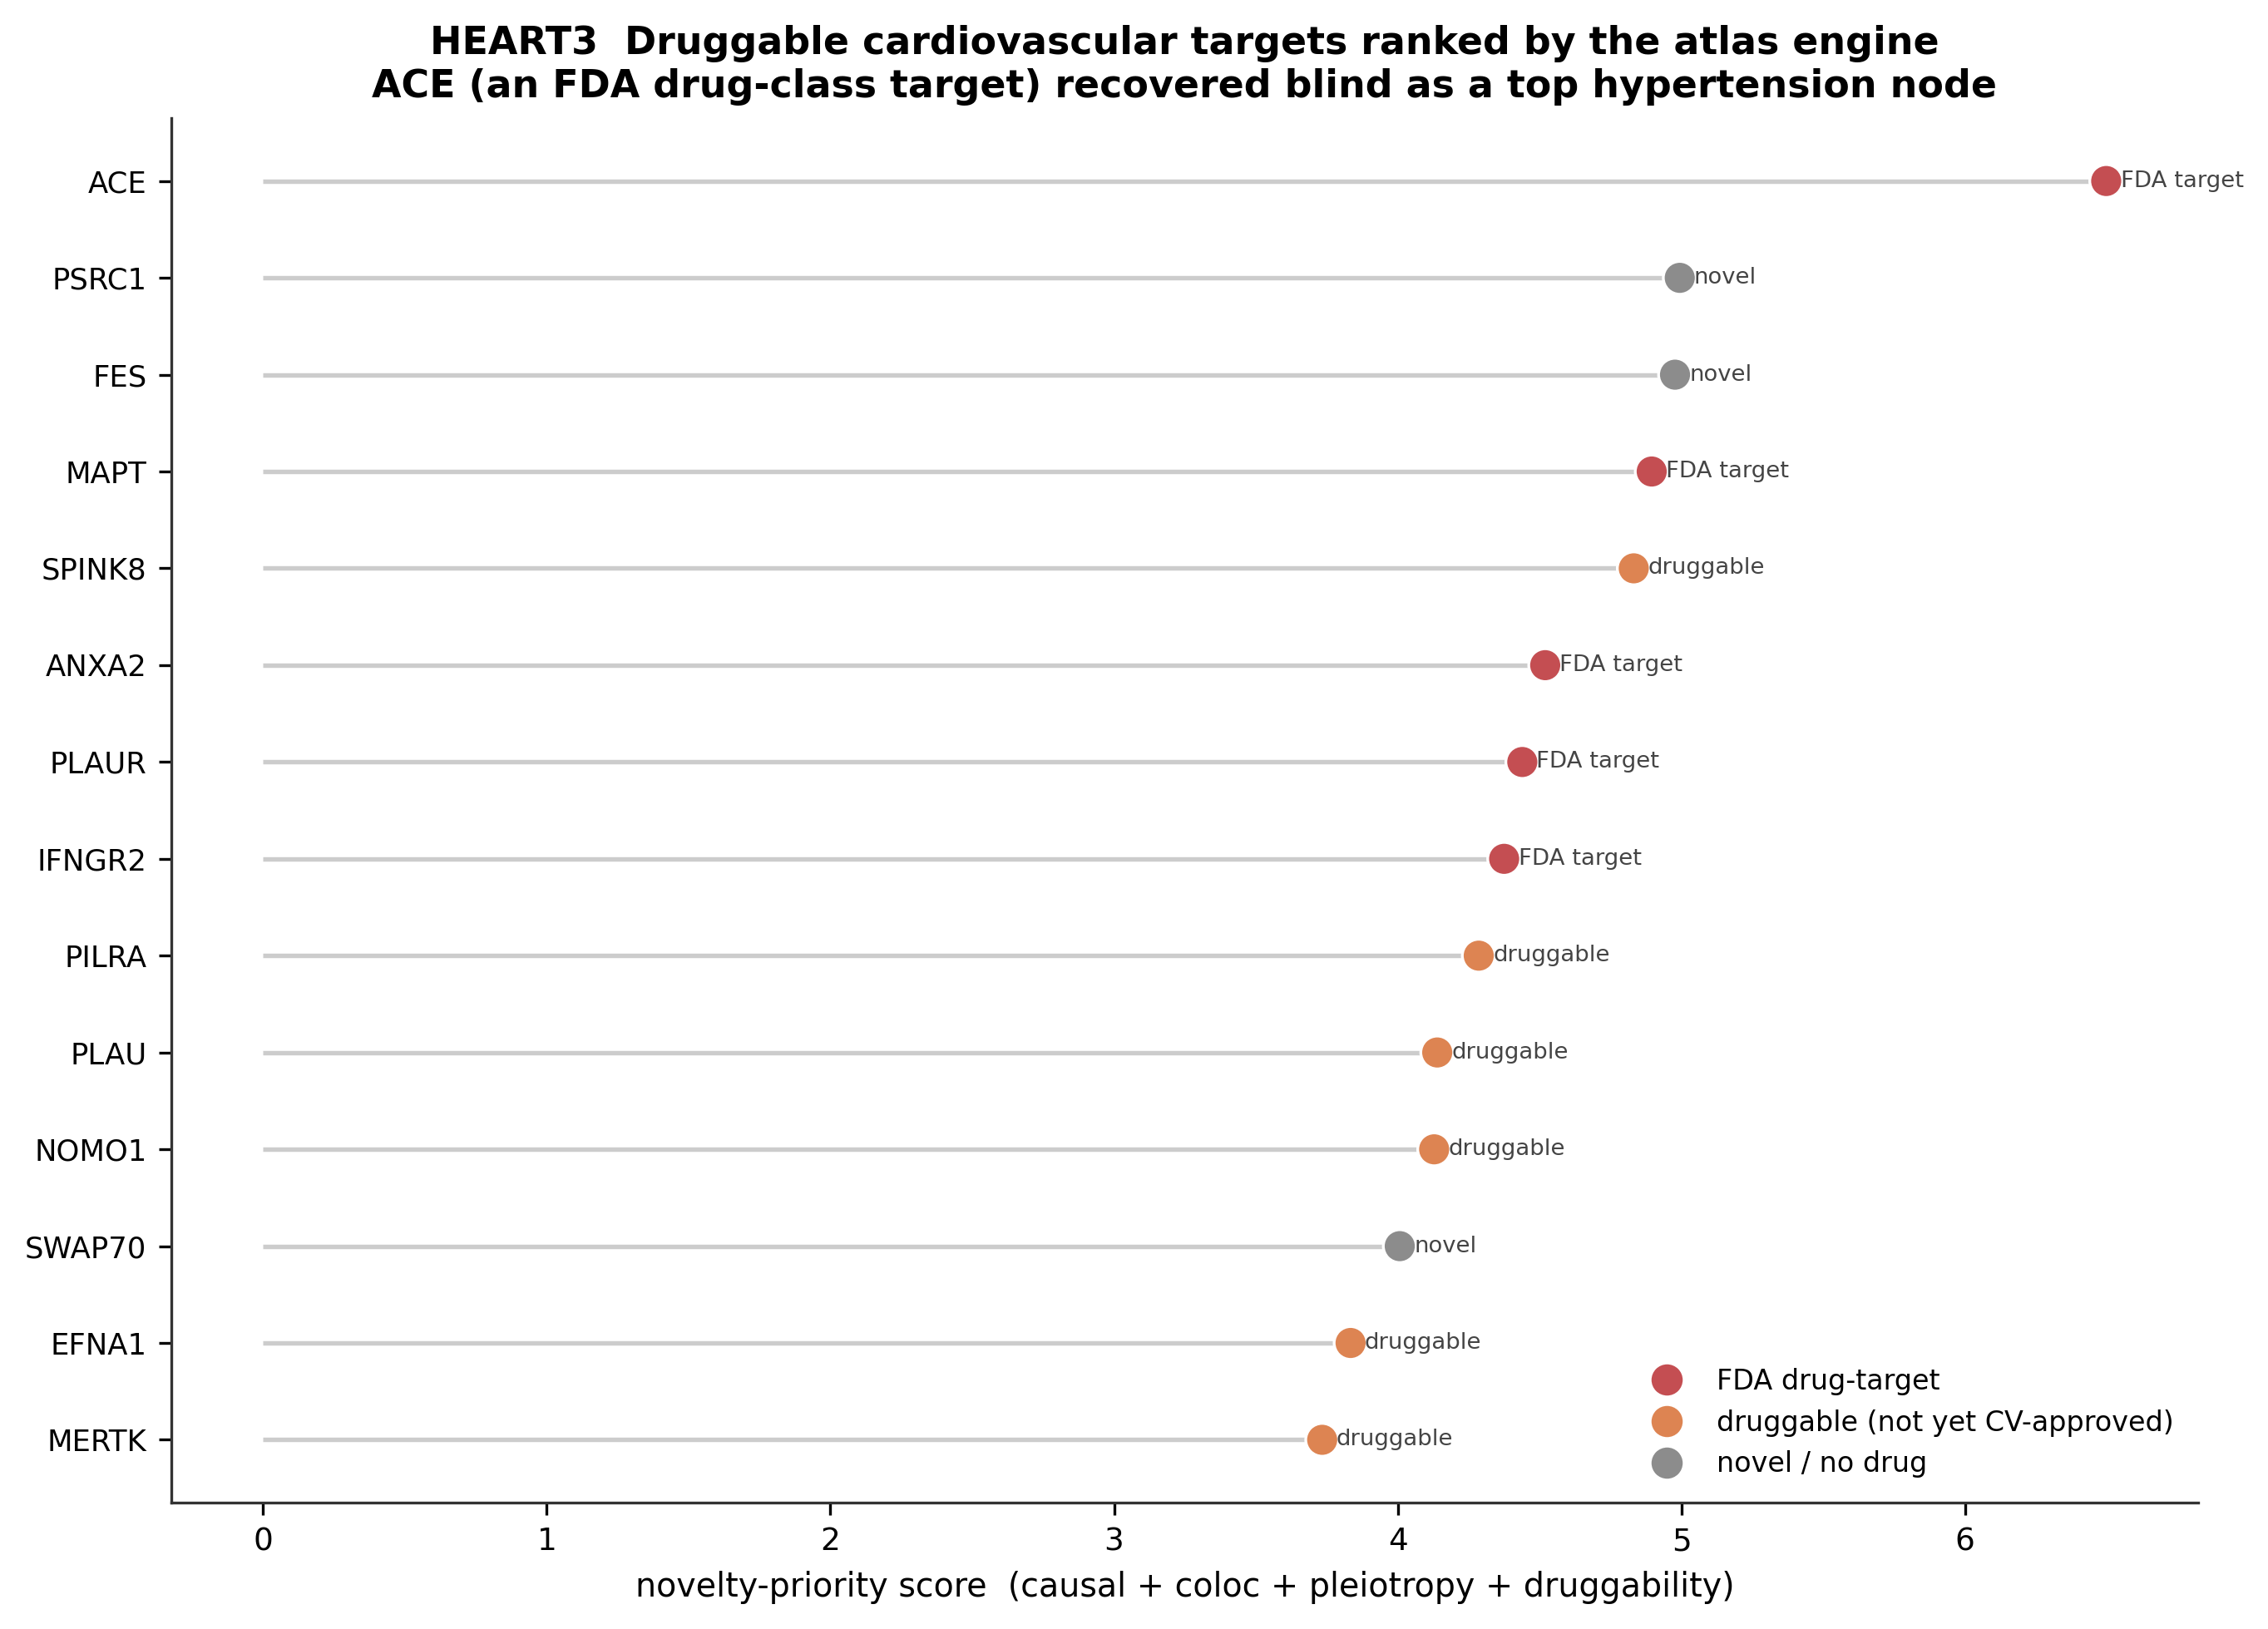 HEART3  Druggable cardiovascular targets ranked by the atlas engine
ACE (an FDA drug-class target) recovered blind as a top hypertension node
ACE FDA target
PSRC1 novel
FES novel
MAPT FDA target
SPINK8 druggable
ANXA2 FDA target
PLAUR FDA target
IFNGR2 FDA target
PILRA druggable
PLAU druggable
NOMO1 druggable
SWAP70 novel
EFNA1 druggable
MERTK druggable
FDA drug-target
druggable (not yet CV-approved)
novel / no drug
0 1 2 3 4 5 6
novelty-priority score  (causal + coloc + pleiotropy + druggability)